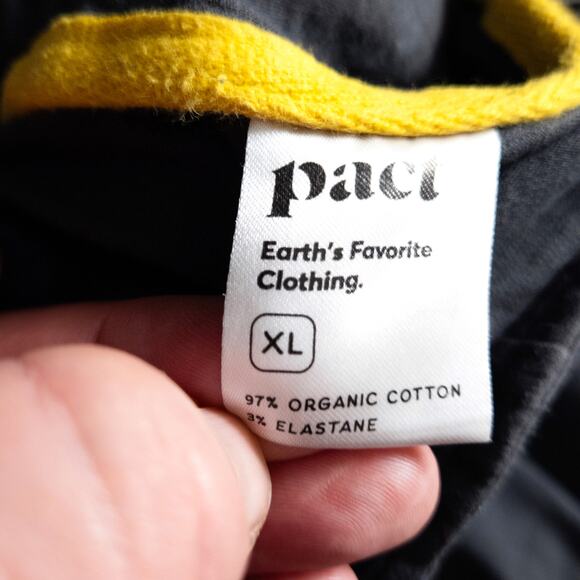 pact
Earth's Favorite
Clothing.
XL
97% ORGANIC COTTON
3% ELASTANE